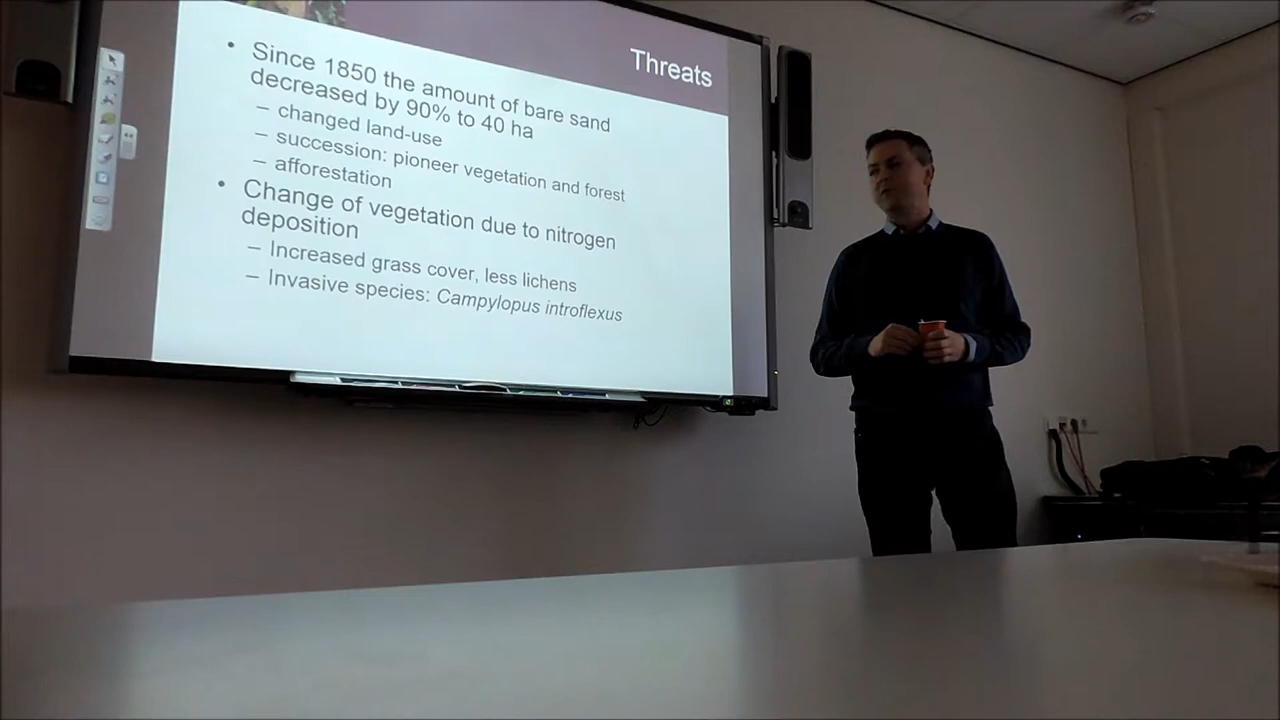 Threats
• Since 1850 the amount of bare sand
decreased by 90% to 40 ha
– changed land-use
– succession: pioneer vegetation and forest
– afforestation
• Change of vegetation due to nitrogen
deposition
– Increased grass cover, less lichens
– Invasive species: Campylopus introflexus